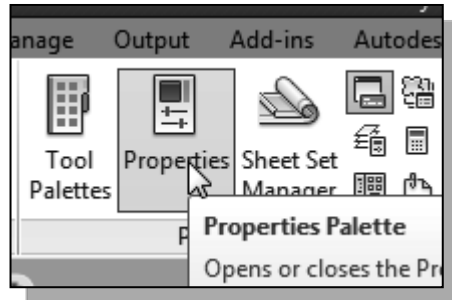 anage Output Add-ins Autodes
Tool Palettes
Properties
Sheet Set Manager
P
Properties Palette
Opens or closes the Pr